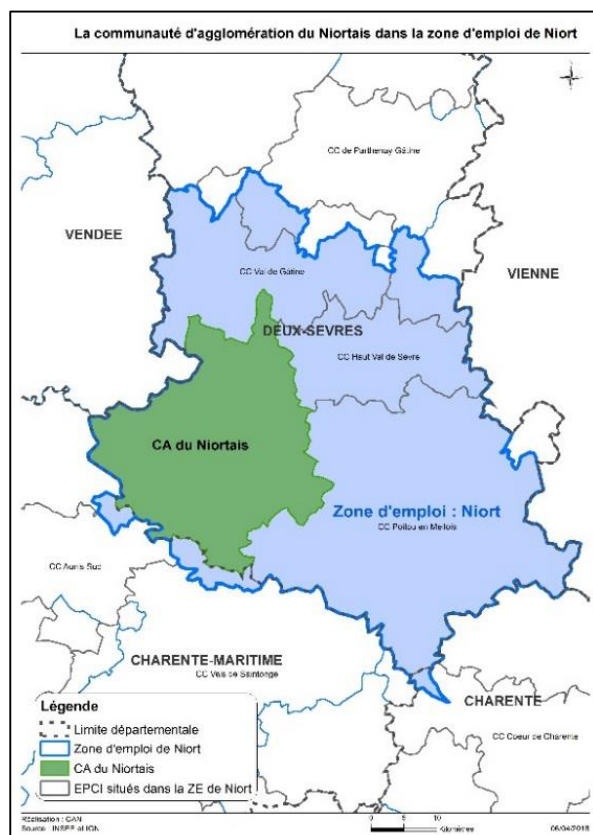 La communauté d'agglomération du Niortais dans la zone d'emploi de Niort
CC de Parthenay Gâtine
VENDEE
VIENNE
CC Val de Gâtine
DEUX-SEVRES
CC Haut Val de Sèvre
CA du Niortais
Zone d'emploi : Niort
CC Poitou en Mellois
CC Aunis Sud
CHARENTE-MARITIME
CC Vals de Saintonge
CHARENTE
CC Coeur de Charente
Légende
Limite départementale
Zone d'emploi de Niort
CA du Niortais
EPCI situés dans la ZE de Niort
Réalisation : CAN
Source : INSEE et IGN
0 5 10
Kilomètres
06/04/2018